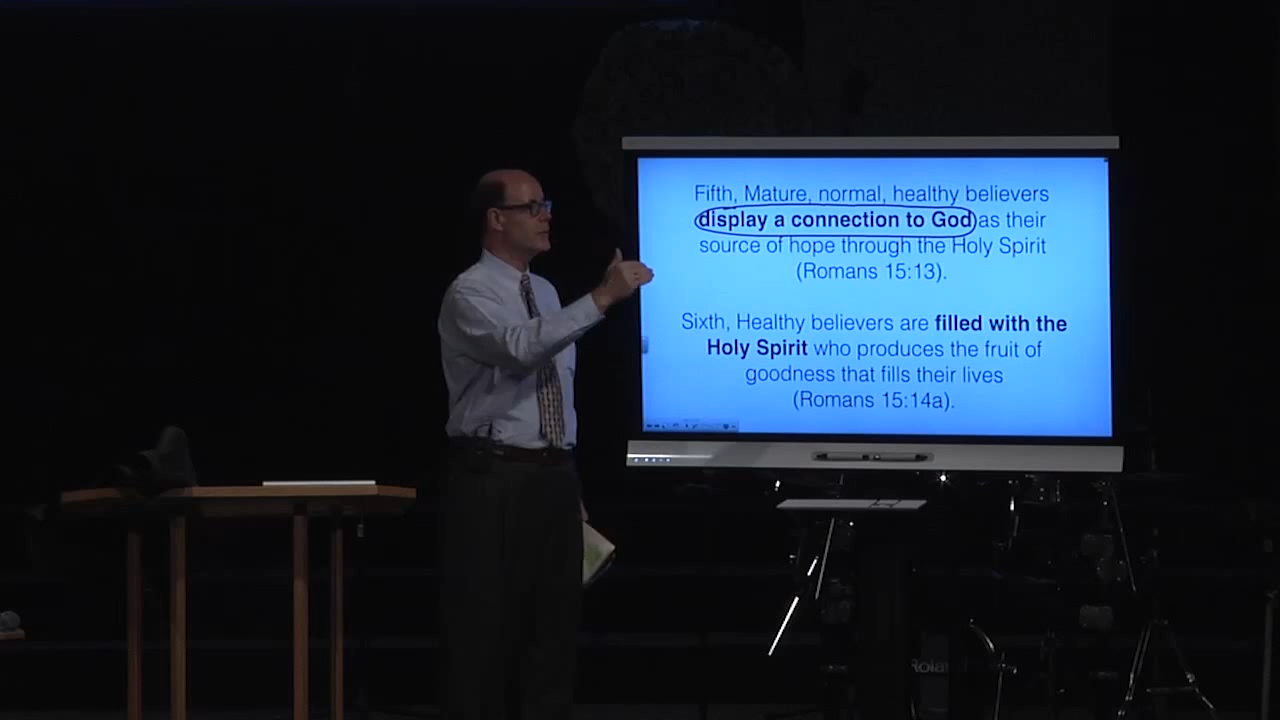 Fifth, Mature, normal, healthy believers
display a connection to God as their
source of hope through the Holy Spirit
(Romans 15:13).
Sixth, Healthy believers are filled with the
Holy Spirit who produces the fruit of
goodness that fills their lives
(Romans 15:14a).
Roland